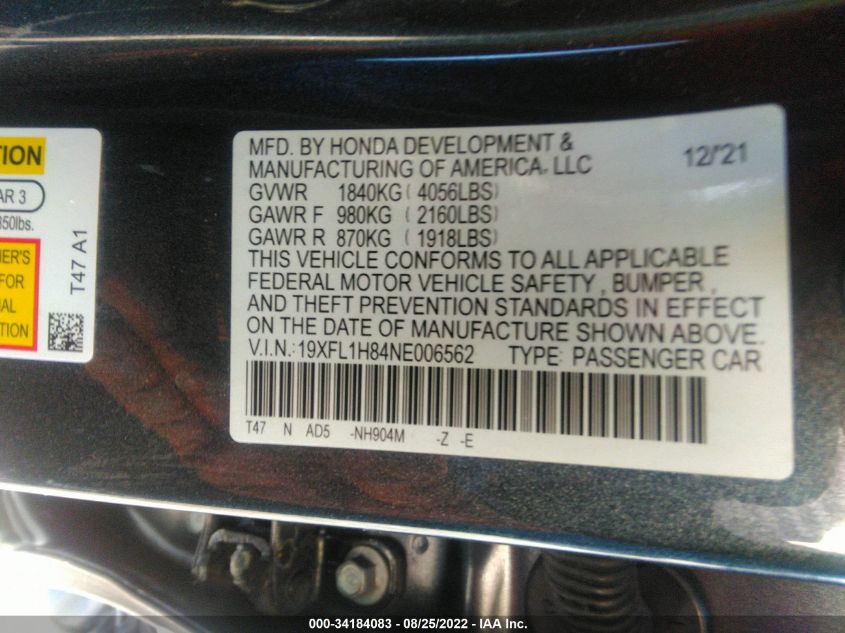 TION
AR 3
850lbs.
ER'S
FOR
AL
TION
T47 A1
MFD. BY HONDA DEVELOPMENT &
MANUFACTURING OF AMERICA, LLC 12/'21
GVWR 1840KG ( 4056LBS)
GAWR F 980KG ( 2160LBS)
GAWR R 870KG ( 1918LBS)
THIS VEHICLE CONFORMS TO ALL APPLICABLE
FEDERAL MOTOR VEHICLE SAFETY, BUMPER,
AND THEFT PREVENTION STANDARDS IN EFFECT
ON THE DATE OF MANUFACTURE SHOWN ABOVE.
V.I.N.:19XFL1H84NE006562 TYPE: PASSENGER CAR
T47 N AD5 -NH904M -Z -E
000-34184083 - 08/25/2022 - IAA Inc.